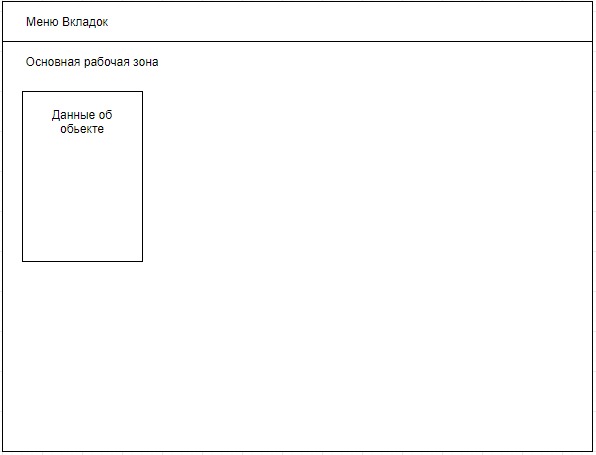 Меню Вкладок
Основная рабочая зона
Данные об
обьекте